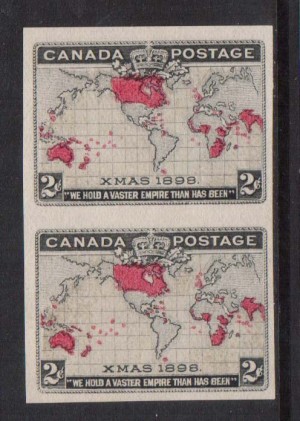 CANADA POSTAGE
XMAS 1898.
2¢ 2¢
"WE HOLD A VASTER EMPIRE THAN HAS BEEN"
CANADA POSTAGE
XMAS 1898.
2¢ 2¢
"WE HOLD A VASTER EMPIRE THAN HAS BEEN"